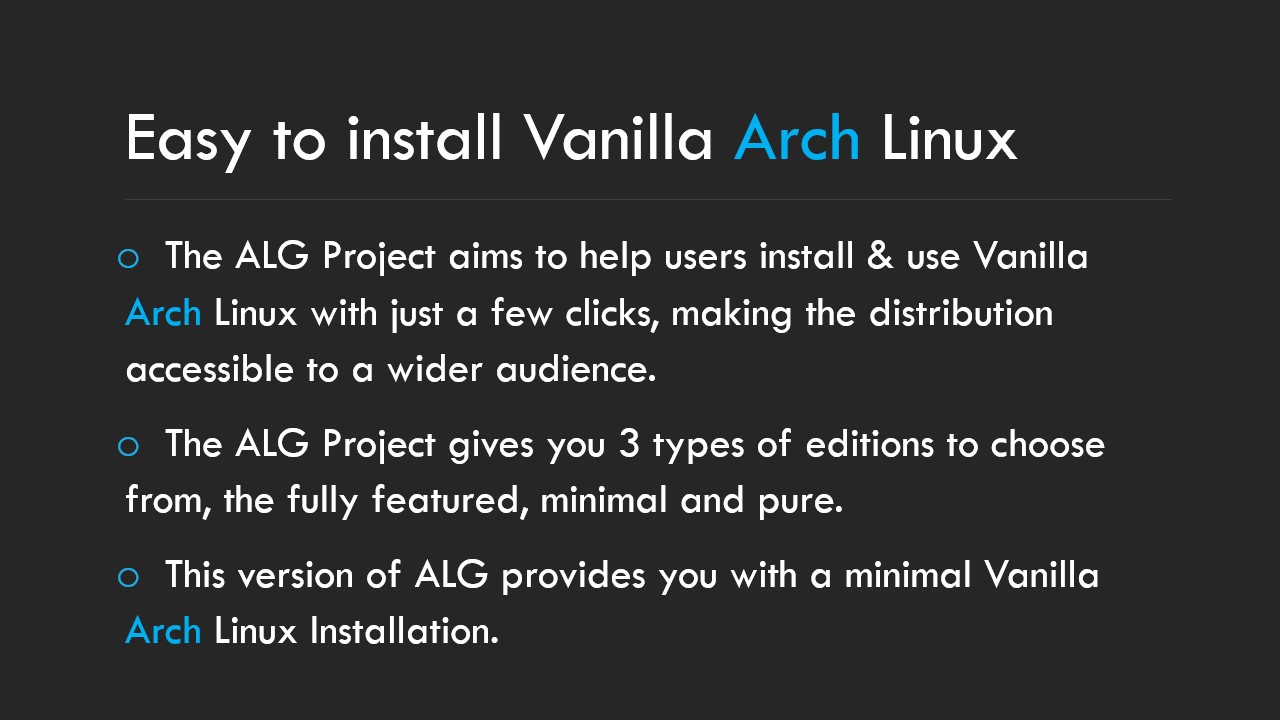 Easy to install Vanilla Arch Linux
o The ALG Project aims to help users install & use Vanilla
Arch Linux with just a few clicks, making the distribution
accessible to a wider audience.
o The ALG Project gives you 3 types of editions to choose
from, the fully featured, minimal and pure.
o This version of ALG provides you with a minimal Vanilla
Arch Linux Installation.